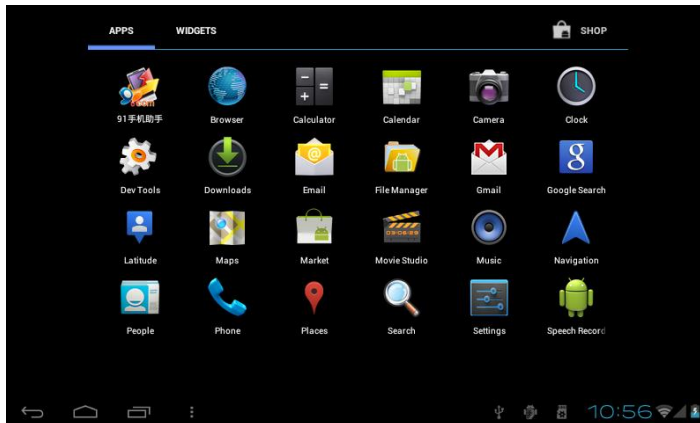 APPS WIDGETS SHOP
91手机助手 Browser Calculator Calendar Camera Clock
Dev Tools Downloads Email File Manager Gmail Google Search
Latitude Maps Market Movie Studio Music Navigation
People Phone Places Search Settings Speech Record
10:56